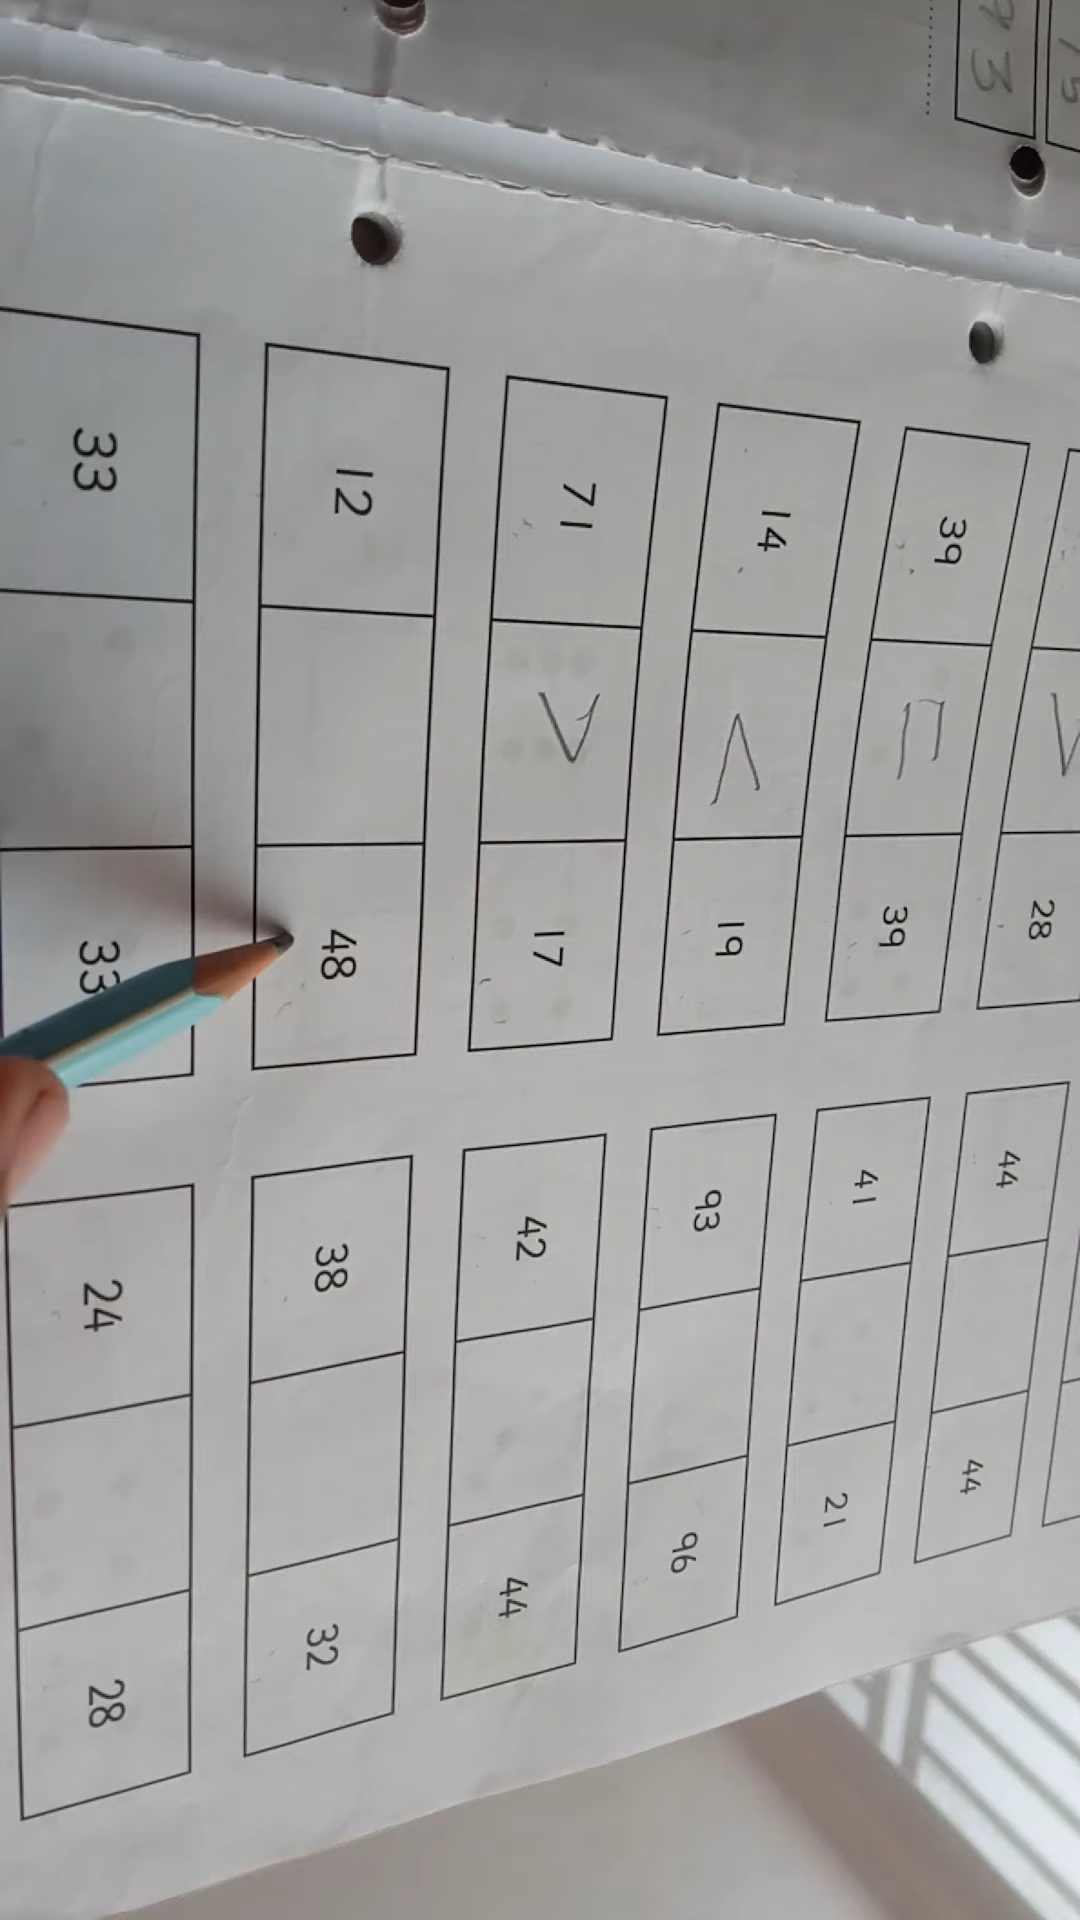 > 28 44 44
39 = 39 41 21
14 < 19 93 96
71 > 17 42 44
12 48 38 32
33 33 24 28